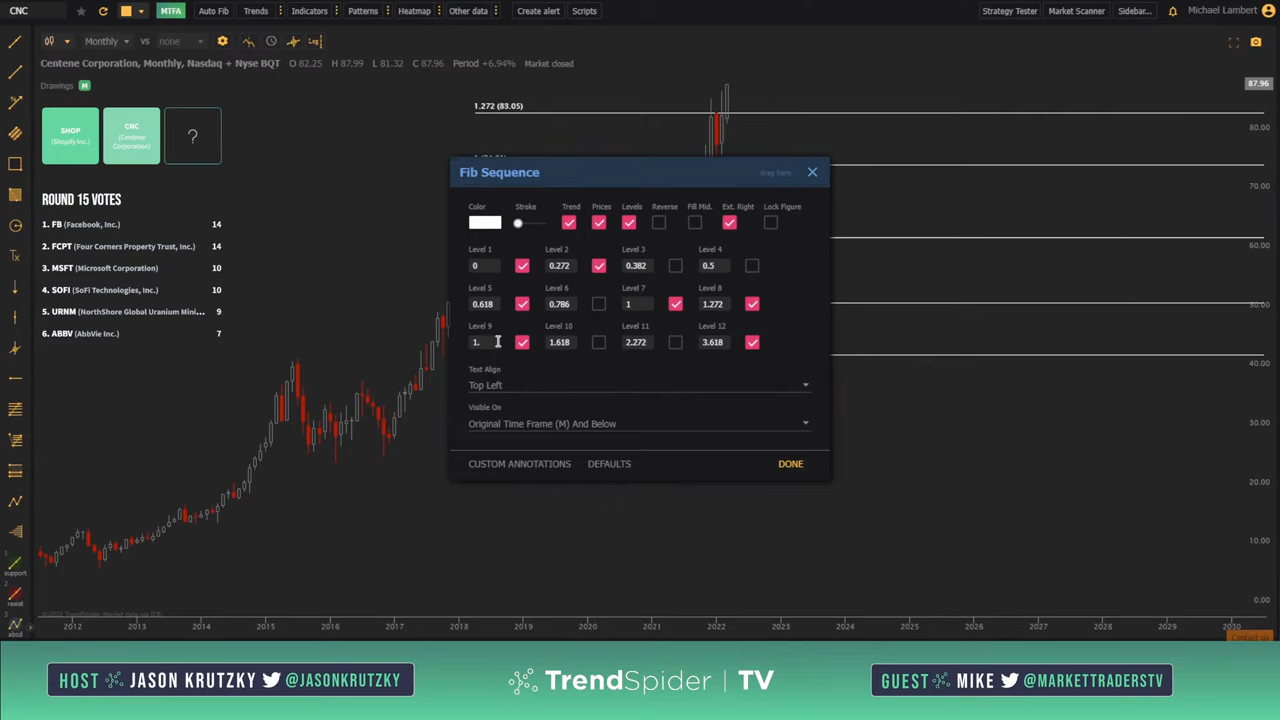 CNC
MTFA
Auto Fib
Trends
Indicators
Patterns
Heatmap
Other data
Create alert
Scripts
Strategy Tester
Market Scanner
Sidebar...
Michael Lambert
Monthly
VS
none
Log
Centene Corporation, Monthly, Nasdaq + Nyse BQT O 82.25 H 87.99 L 81.32 C 87.96 Period +6.94% Market closed
Drawings M
87.96
1.272 (83.05)
80.00
70.00
60.00
50.00
40.00
20.00
10.00
0.00
SHOP
(Shopify Inc.)
CNC
(Centene
Corporation)
?
ROUND 15 VOTES
1. FB (Facebook, Inc.) 14
2. FCPT (Four Corners Property Trust, Inc.) 14
3. MSFT (Microsoft Corporation) 10
4. SOFI (SoFi Technologies, Inc.) 10
5. URNM (NorthShore Global Uranium Mini... 9
6. ABBV (AbbVie Inc.) 7
Fib Sequence
drag here
Color Stroke Trend Prices Levels Reverse Fill Mid. Ext. Right Lock Figure
Level 1 Level 2 Level 3 Level 4
0 0.272 0.382 0.5
Level 5 Level 6 Level 7 Level 8
0.618 0.786 1 1.272
Level 9 Level 10 Level 11 Level 12
1. 1.618 2.272 3.618
Text Align
Top Left
Visible On
Original Time Frame (M) And Below
CUSTOM ANNOTATIONS DEFAULTS DONE
1
support
2
resist
3
abcd
2012 2013 2014 2015 2016 2017 2018 2019 2020 2021 2022 2023 2024 2025 2026 2027 2028 2029 2030
Contact us
HOST JASON KRUTZKY @JASONKRUTZKY
TrendSpider | TV
GUEST MIKE @MARKETTRADERSTV